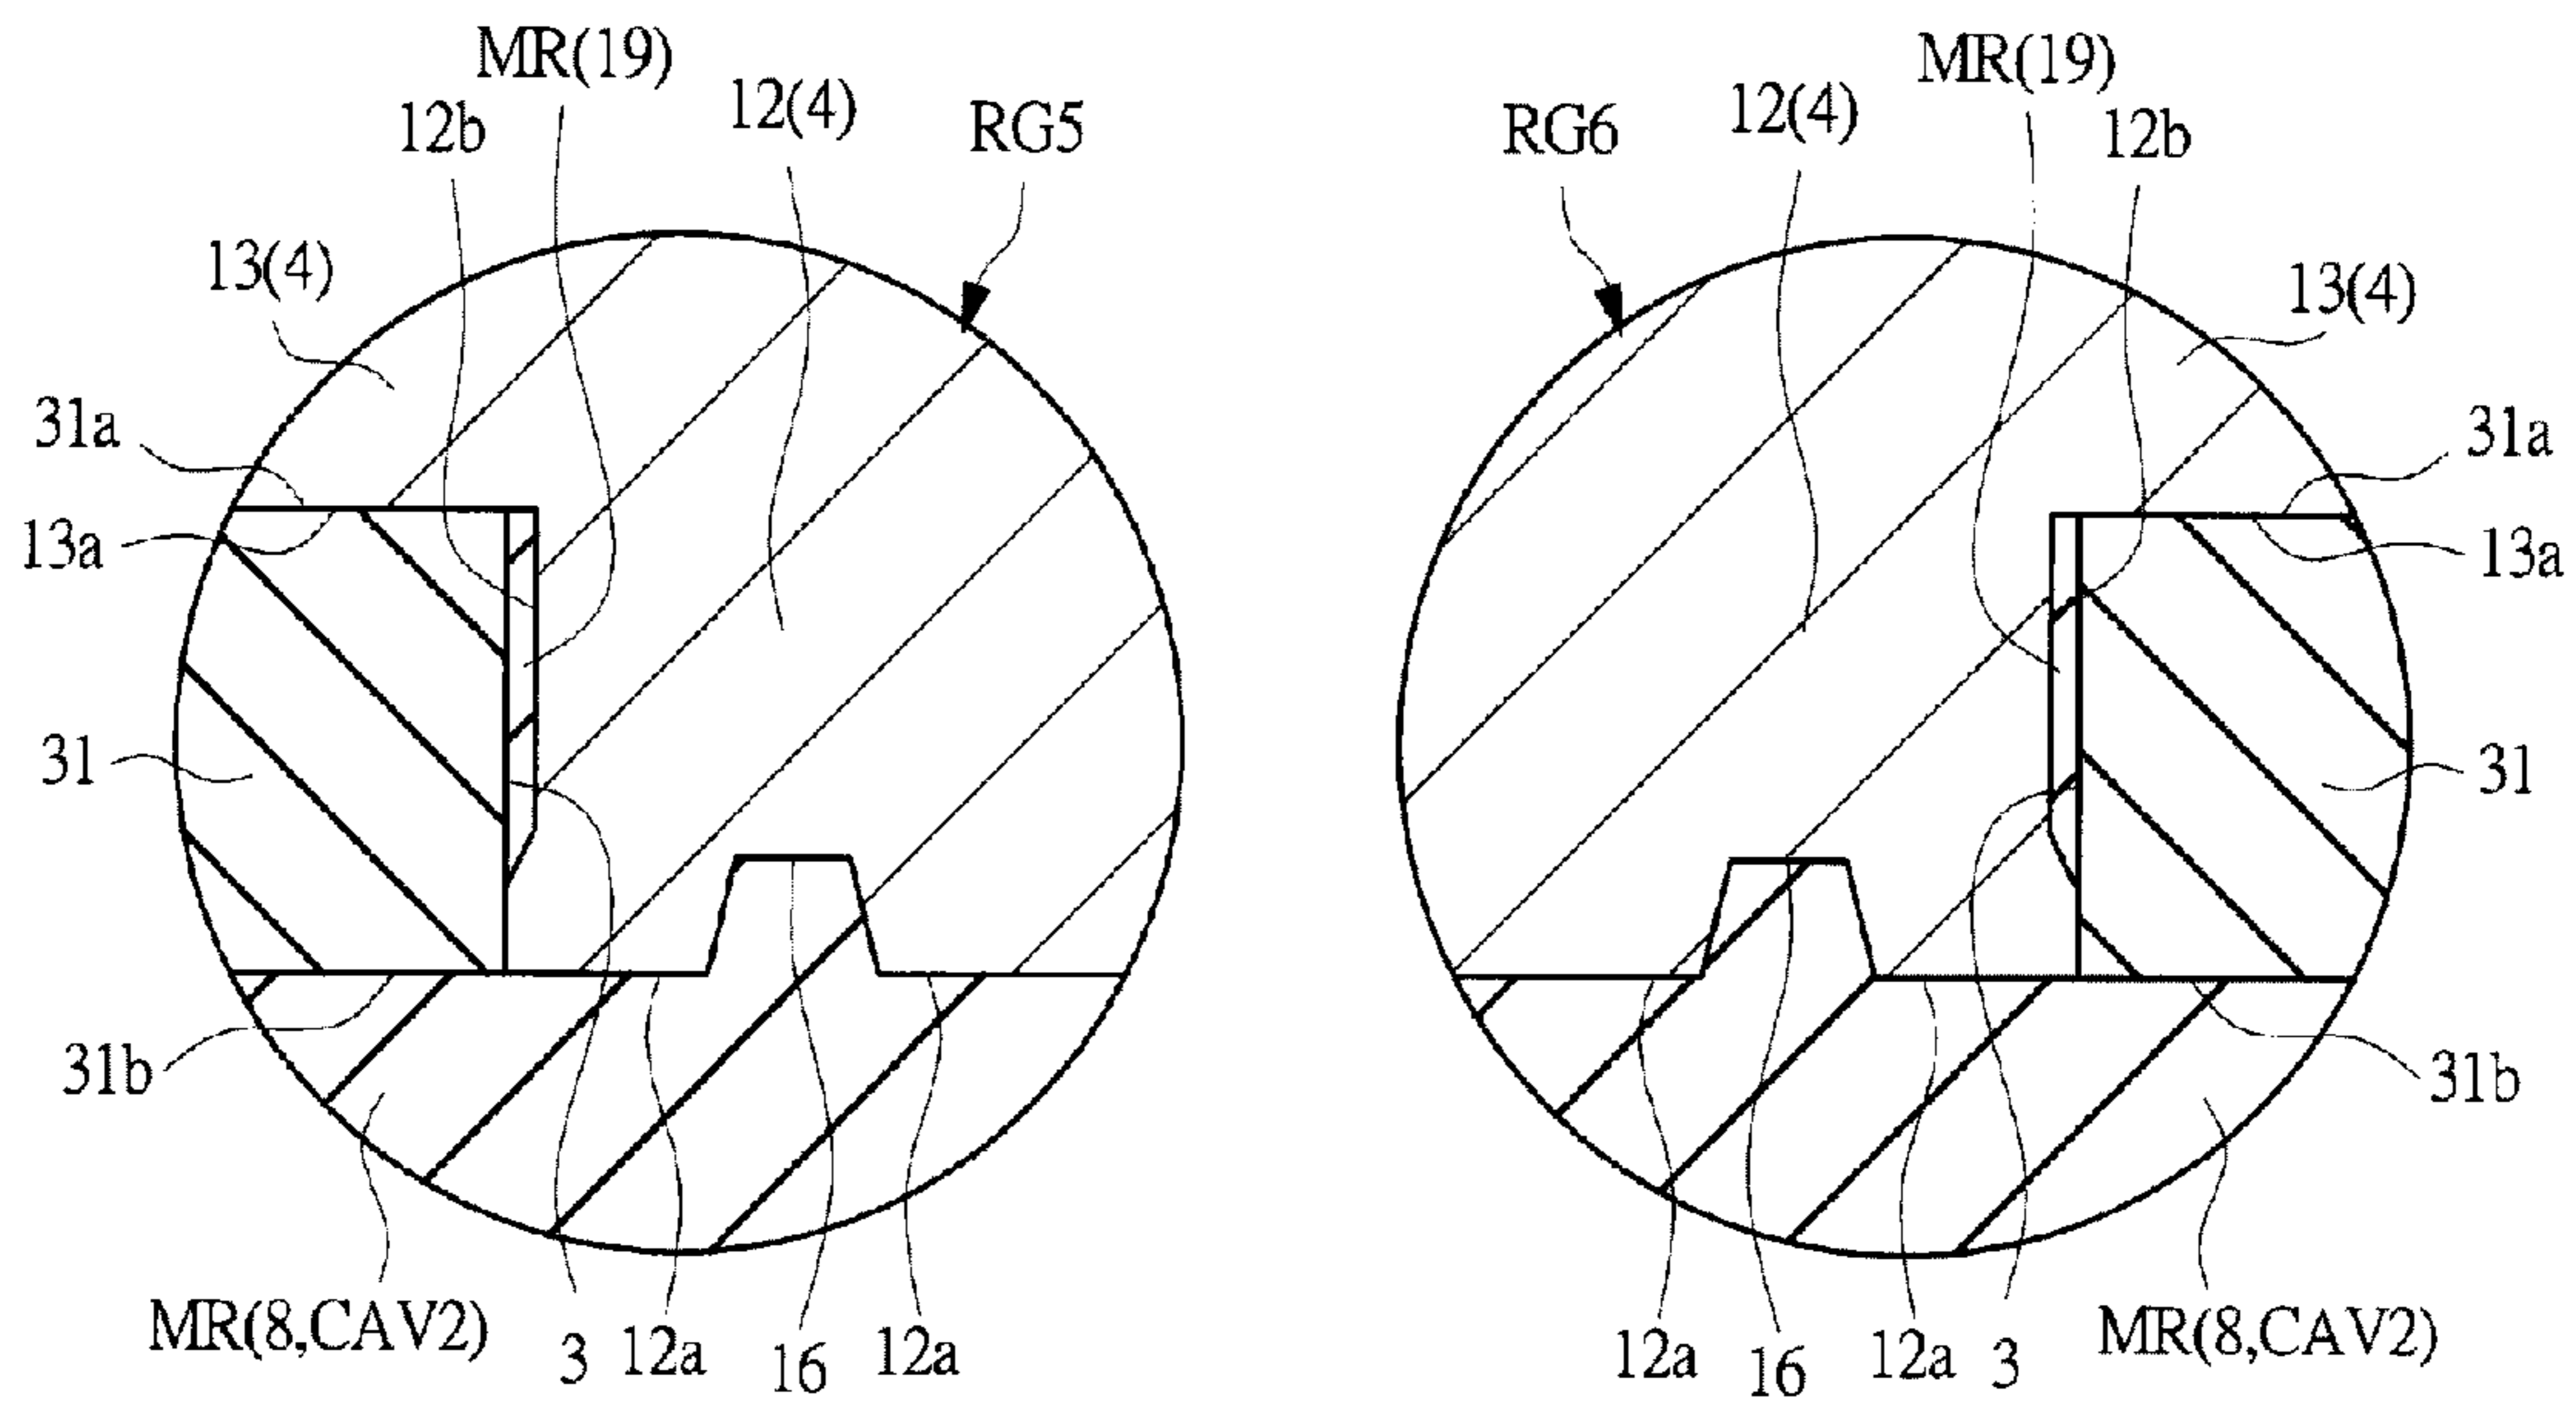 MR(19)
12b
12(4)
RG5
13(4)
31a
13a
31
31b
MR(8,CAV2)
3
12a
16
12a
MR(19)
RG6
12(4)
12b
13(4)
31a
13a
31
31b
12a
16
12a
3
MR(8,CAV2)